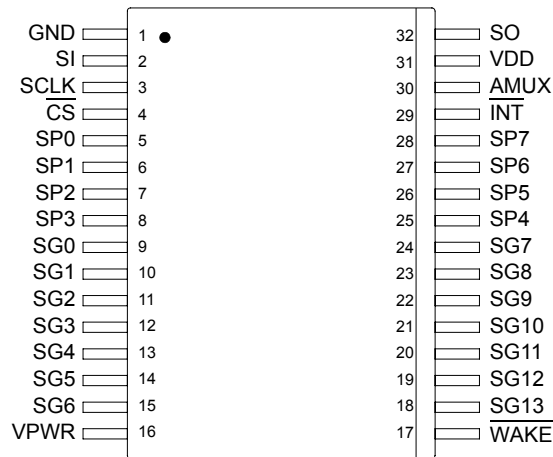 GND 1 32 SO
SI 2 31 VDD
SCLK 3 30 AMUX
CS 4 29 INT
SP0 5 28 SP7
SP1 6 27 SP6
SP2 7 26 SP5
SP3 8 25 SP4
SG0 9 24 SG7
SG1 10 23 SG8
SG2 11 22 SG9
SG3 12 21 SG10
SG4 13 20 SG11
SG5 14 19 SG12
SG6 15 18 SG13
VPWR 16 17 WAKE